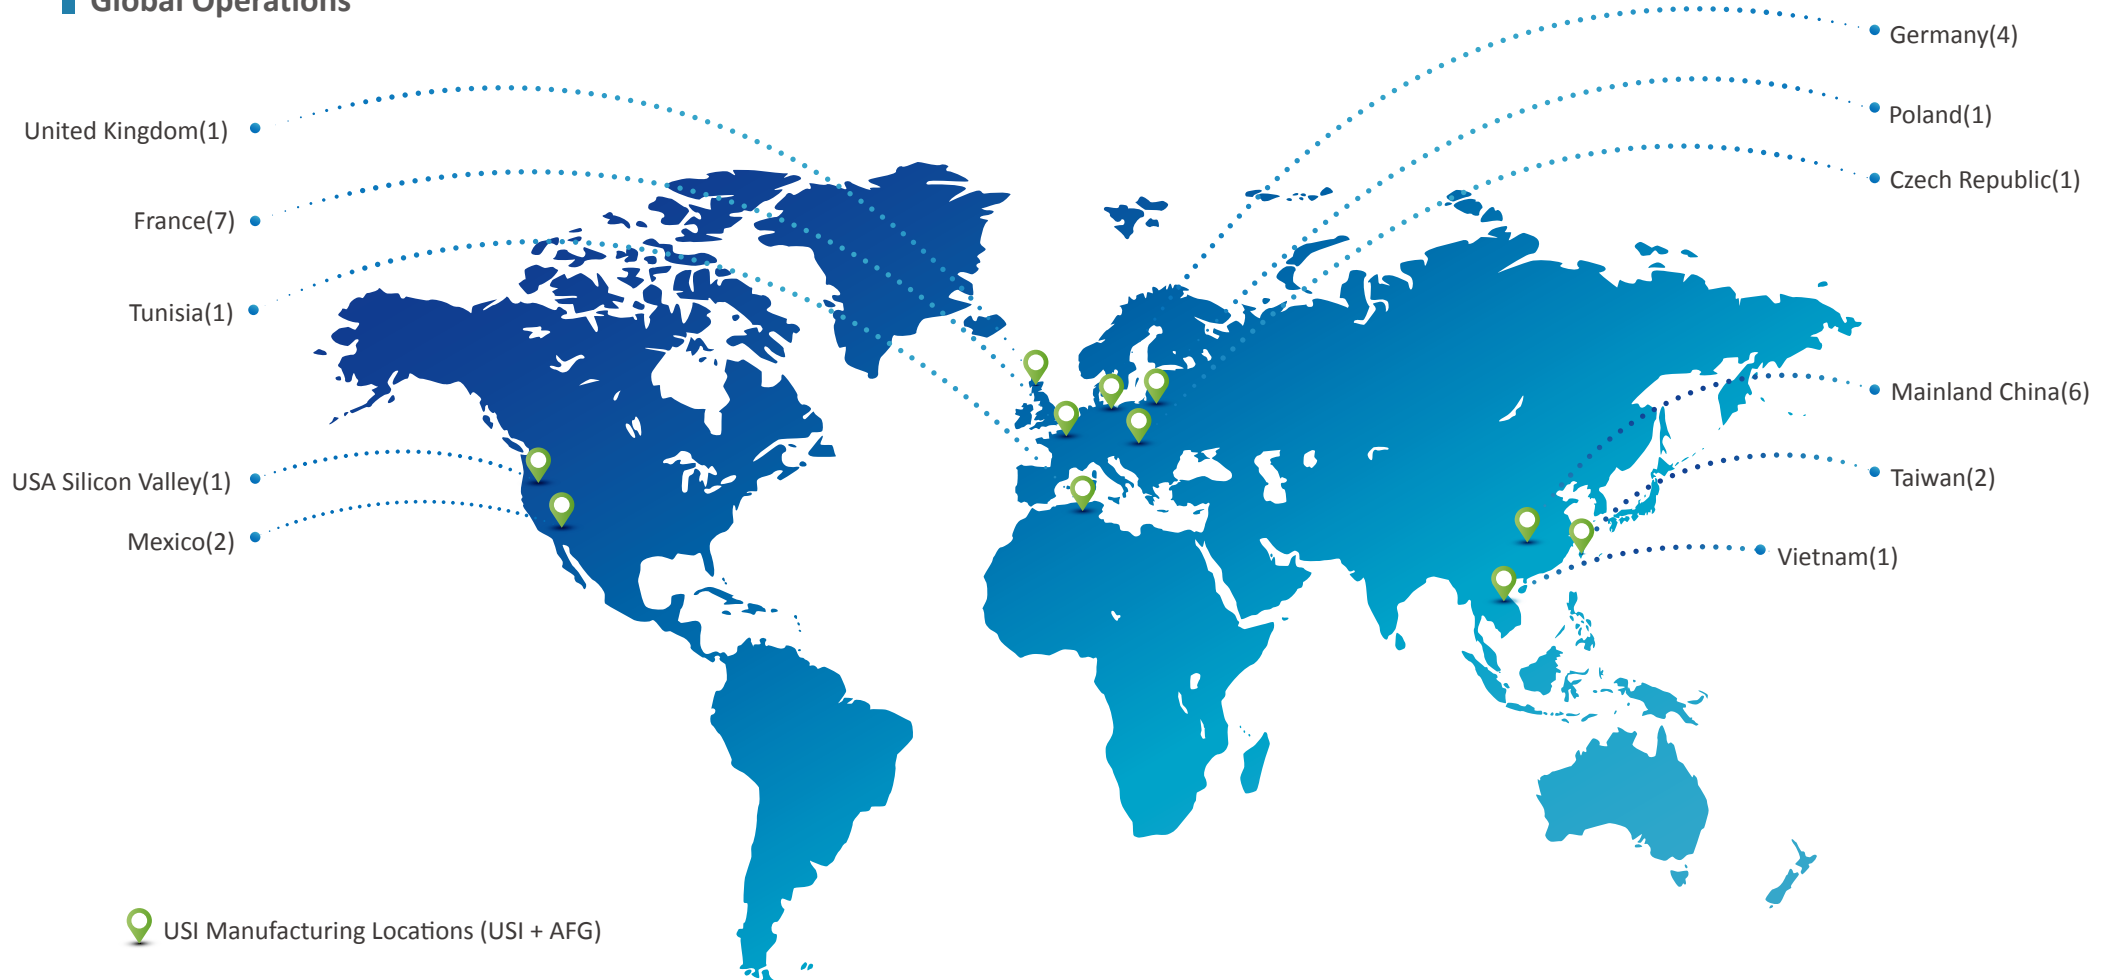 Global Operations
United Kingdom(1)
France(7)
Tunisia(1)
USA Silicon Valley(1)
Mexico(2)
Germany(4)
Poland(1)
Czech Republic(1)
Mainland China(6)
Taiwan(2)
Vietnam(1)
USI Manufacturing Locations (USI + AFG)